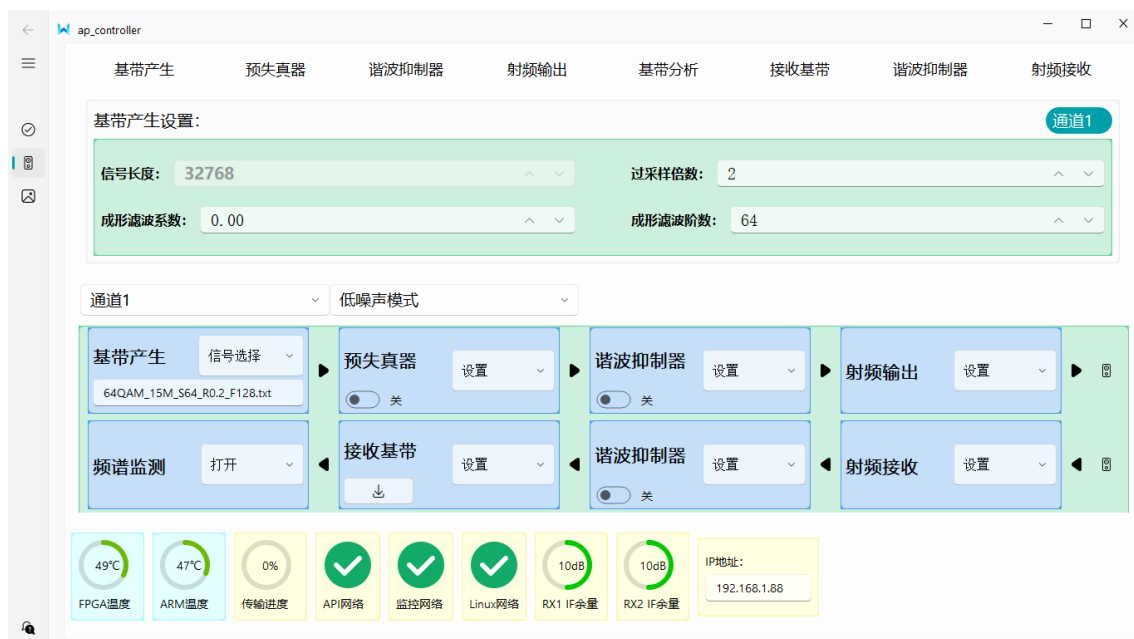 ap_controller
基带产生 预失真器 谐波抑制器 射频输出 基带分析 接收基带 谐波抑制器 射频接收
基带产生设置: 通道1
信号长度: 32768 过采样倍数: 2
成形滤波系数: 0.00 成形滤波阶数: 64
通道1 低噪声模式
基带产生 信号选择
64QAM_15M_S64_R0.2_F128.txt
预失真器 设置
关
谐波抑制器 设置
关
射频输出 设置
频谱监测 打开
接收基带 设置
谐波抑制器 设置
关
射频接收 设置
49℃ 47℃ 0% 10dB 10dB
FPGA温度 ARM温度 传输进度 API网络 监控网络 Linux网络 RX1 IF余量 RX2 IF余量
IP地址:
192.168.1.88